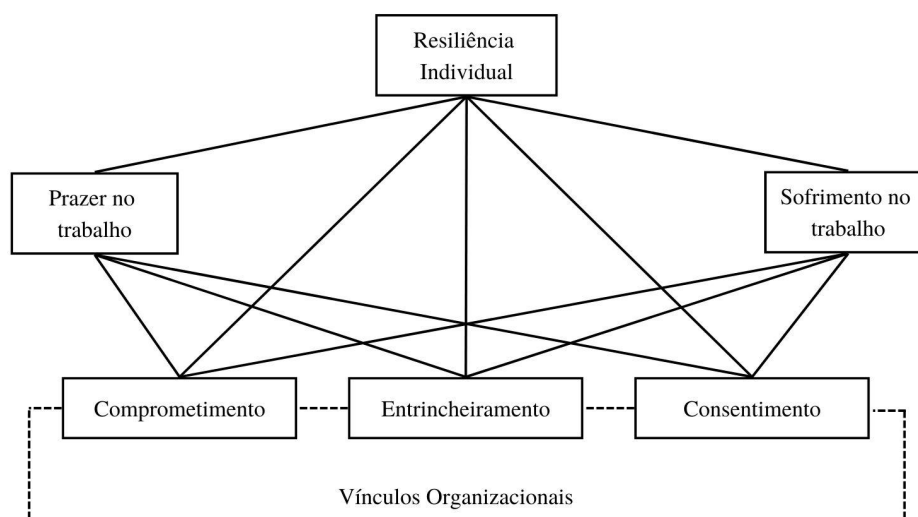 Resiliência
Individual
Prazer no
trabalho
Sofrimento no
trabalho
Comprometimento
Entrincheiramento
Consentimento
Vínculos Organizacionais